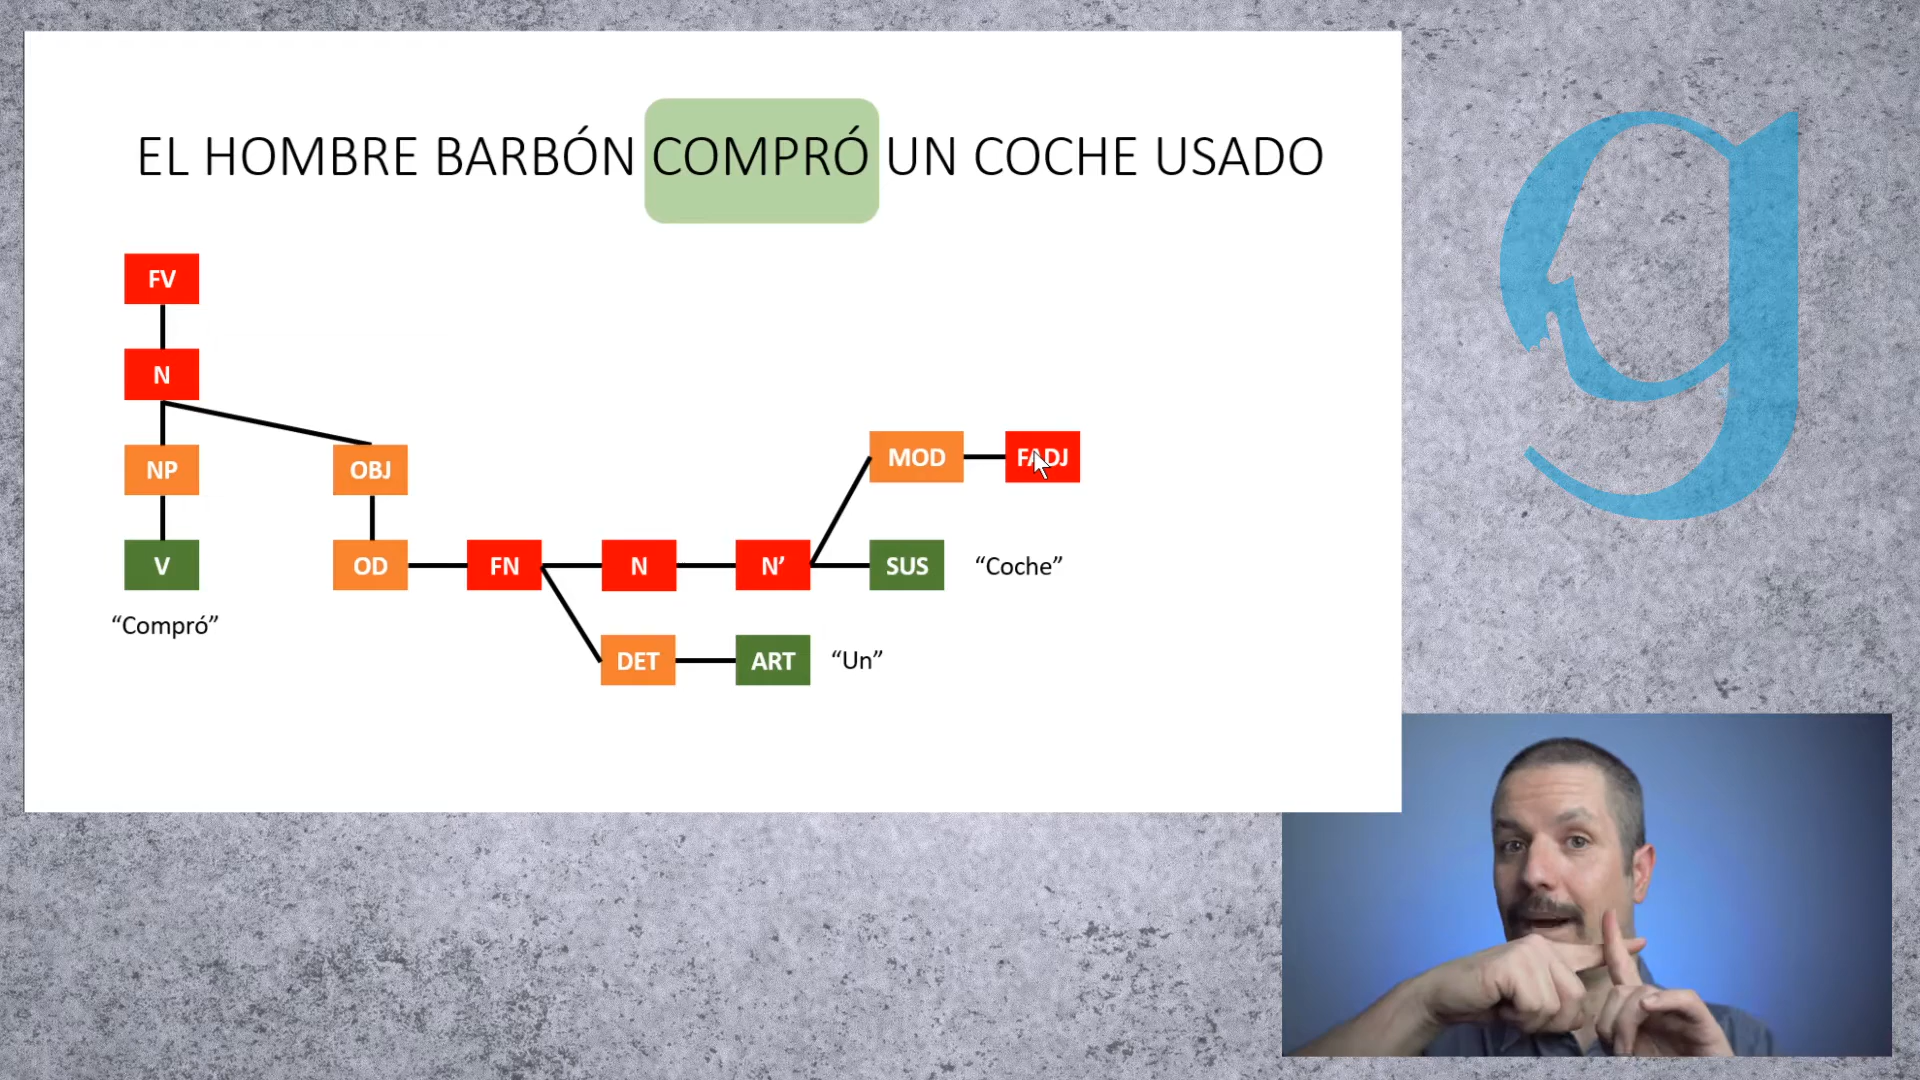 EL HOMBRE BARBÓN COMPRÓ UN COCHE USADO
FV
N
NP
OBJ
MOD
FADJ
V
OD
FN
N
N’
SUS
“Coche”
“Compró”
DET
ART
“Un”
g